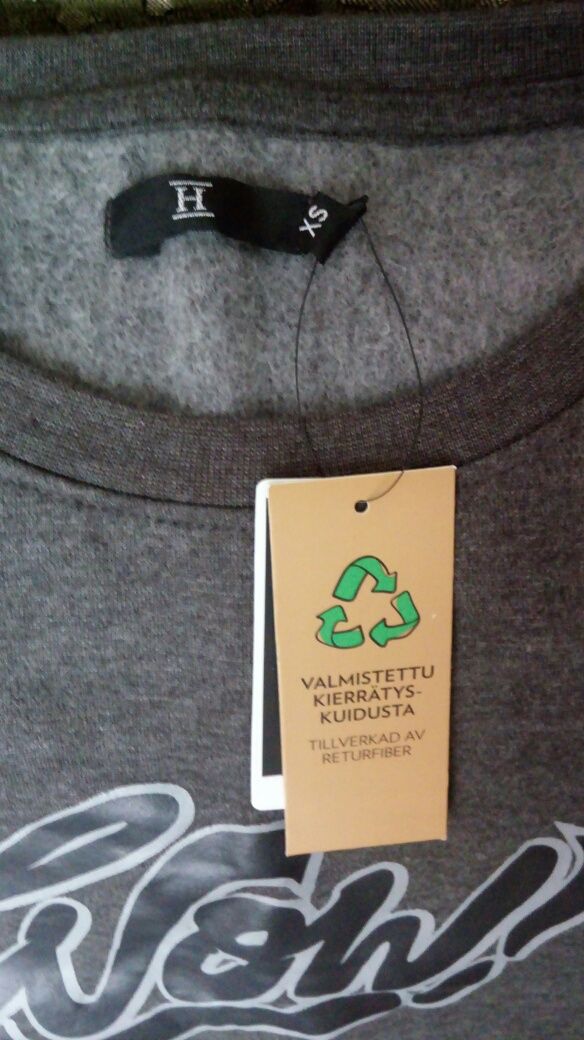 H
XS
VALMISTETTU
KIERRÄTYS-
KUIDUSTA
TILLVERKAD AV
RETURFIBER